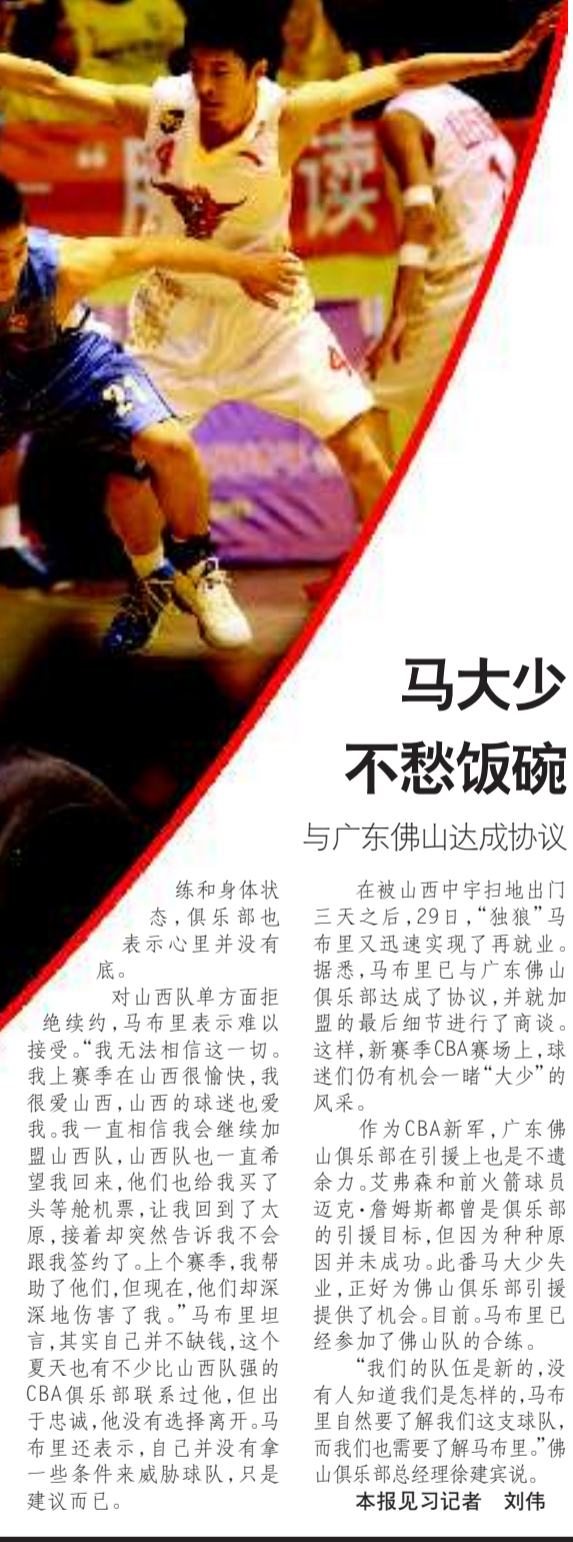 读
4
4
21
马大少
不愁饭碗
与广东佛山达成协议
练和身体状
态，俱乐部也
表示心里并没有
底。
对山西队单方面拒
绝续约，马布里表示难以
接受。“我无法相信这一切。
我上赛季在山西很愉快，我
很爱山西，山西的球迷也爱
我。我一直相信我会继续加
盟山西队，山西队也一直希
望我回来，他们也给我买了
头等舱机票，让我回到了太
原，接着却突然告诉我不会
跟我签约了。上个赛季，我帮
助了他们，但现在，他们却深
深地伤害了我。”马布里坦
言，其实自己并不缺钱，这个
夏天也有不少比山西队强的
CBA俱乐部联系过他，但出
于忠诚，他没有选择离开。马
布里还表示，自己并没有拿
一些条件来威胁球队，只是
建议而已。
在被山西中宇扫地出门
三天之后，29日，“独狼”马
布里又迅速实现了再就业。
据悉，马布里已与广东佛山
俱乐部达成了协议，并就加
盟的最后细节进行了商谈。
这样，新赛季CBA赛场上，球
迷们仍有机会一睹“大少”的
风采。
作为CBA新军，广东佛
山俱乐部在引援上也是不遗
余力。艾弗森和前火箭球员
迈克·詹姆斯都曾是俱乐部
的引援目标，但因为种种原
因并未成功。此番马大少失
业，正好为佛山俱乐部引援
提供了机会。目前。马布里已
经参加了佛山队的合练。
“我们的队伍是新的，没
有人知道我们是怎样的，马布
里自然要了解我们这支球队，
而我们也需要了解马布里。”佛
山俱乐部总经理徐建宾说。
本报见习记者 刘伟